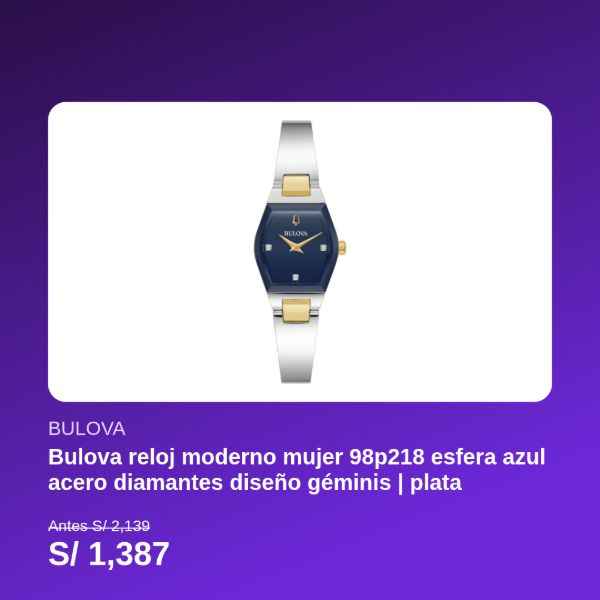 BULOVA
BULOVA
Bulova reloj moderno mujer 98p218 esfera azul
acero diamantes diseño géminis | plata
Antes S/ 2,139
S/ 1,387